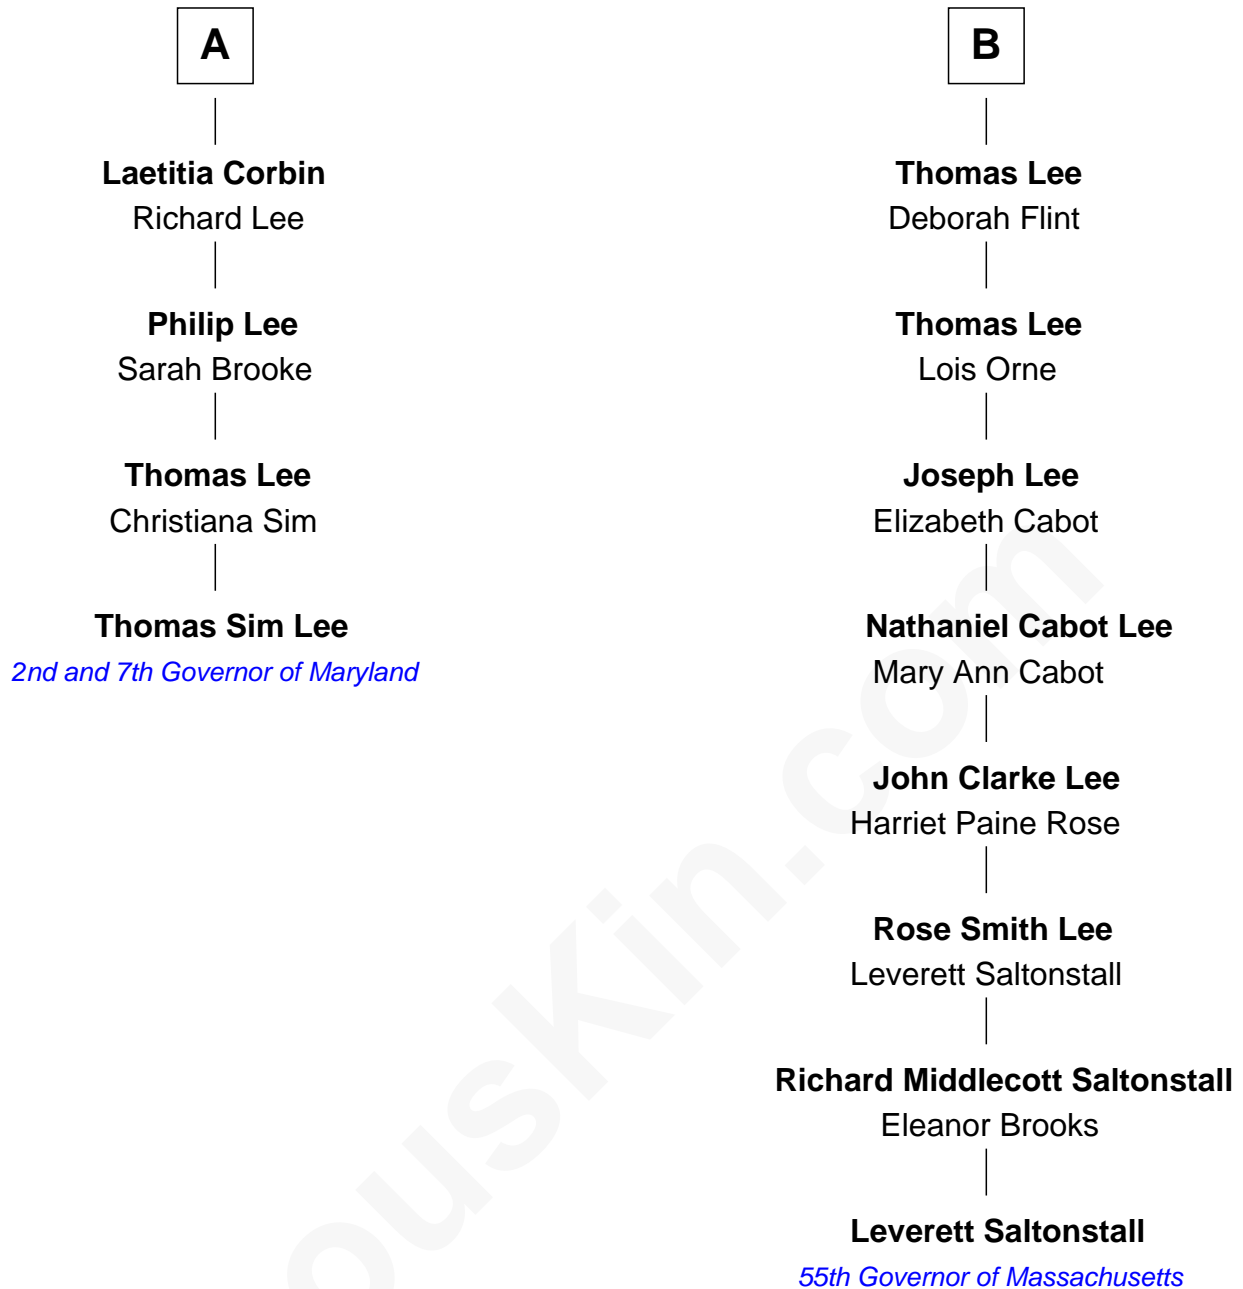 A
Laetitia Corbin
Richard Lee
Philip Lee
Sarah Brooke
Thomas Lee
Christiana Sim
Thomas Sim Lee
2nd and 7th Governor of Maryland
B
Thomas Lee
Deborah Flint
Thomas Lee
Lois Orne
Joseph Lee
Elizabeth Cabot
Nathaniel Cabot Lee
Mary Ann Cabot
John Clarke Lee
Harriet Paine Rose
Rose Smith Lee
Leverett Saltonstall
Richard Middlecott Saltonstall
Eleanor Brooks
Leverett Saltonstall
55th Governor of Massachusetts
ousKin.com